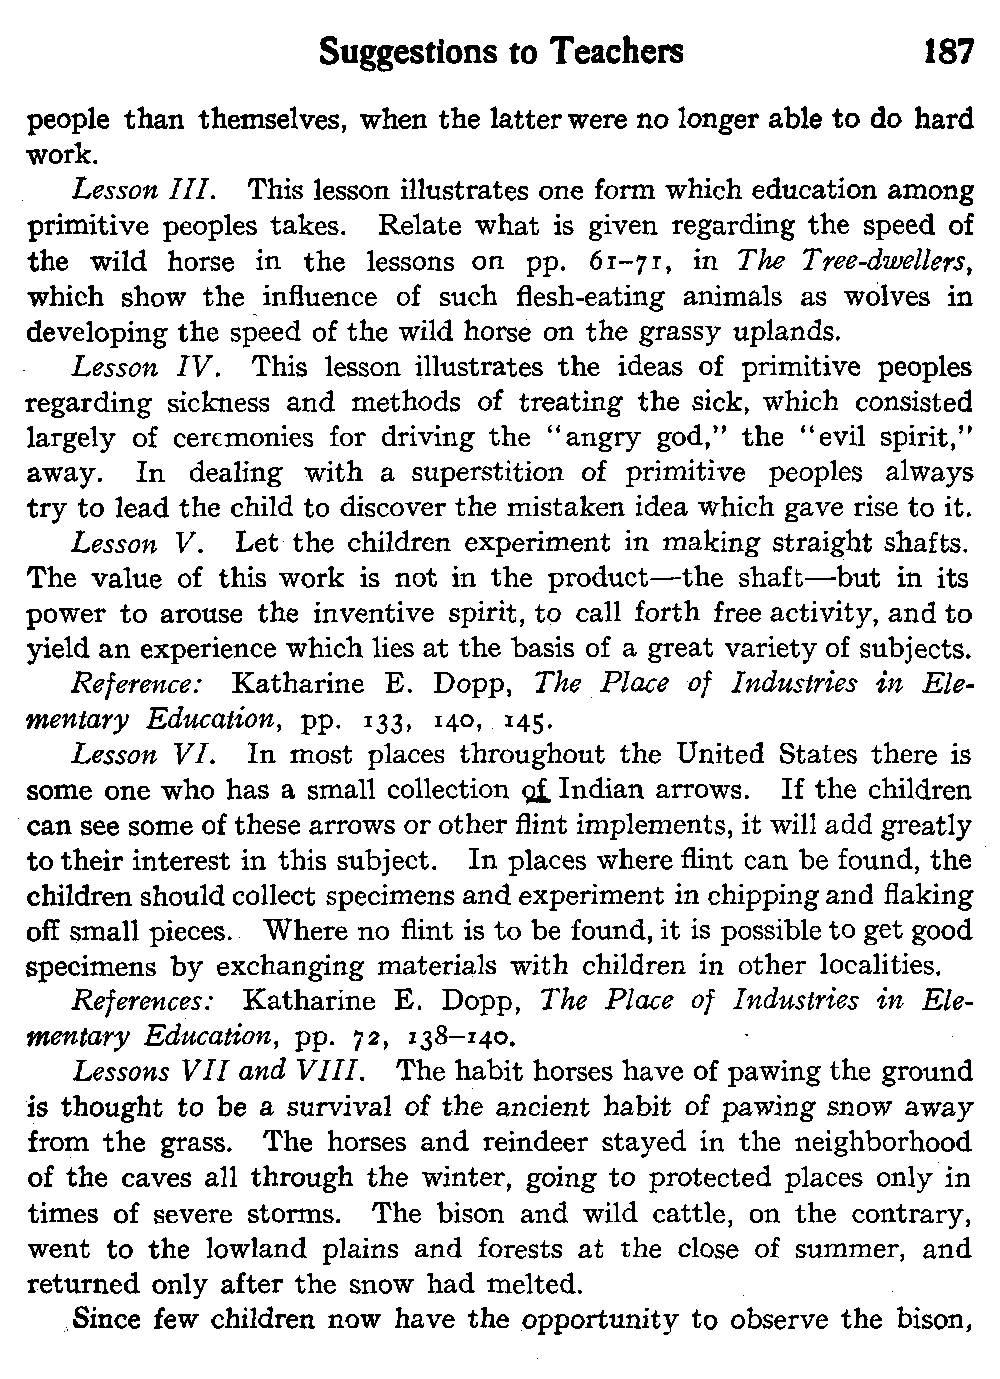 Suggestions to Teachers 187
people than themselves, when the latter were no longer able to do hard
work.
Lesson III. This lesson illustrates one form which education among
primitive peoples takes. Relate what is given regarding the speed of
the wild horse in the lessons on pp. 61–71, in The Tree-dwellers,
which show the influence of such flesh-eating animals as wolves in
developing the speed of the wild horse on the grassy uplands.
Lesson IV. This lesson illustrates the ideas of primitive peoples
regarding sickness and methods of treating the sick, which consisted
largely of ceremonies for driving the "angry god," the "evil spirit,"
away. In dealing with a superstition of primitive peoples always
try to lead the child to discover the mistaken idea which gave rise to it.
Lesson V. Let the children experiment in making straight shafts.
The value of this work is not in the product—the shaft—but in its
power to arouse the inventive spirit, to call forth free activity, and to
yield an experience which lies at the basis of a great variety of subjects.
Reference: Katharine E. Dopp, The Place of Industries in Ele-
mentary Education, pp. 133, 140, 145.
Lesson VI. In most places throughout the United States there is
some one who has a small collection of Indian arrows. If the children
can see some of these arrows or other flint implements, it will add greatly
to their interest in this subject. In places where flint can be found, the
children should collect specimens and experiment in chipping and flaking
off small pieces. Where no flint is to be found, it is possible to get good
specimens by exchanging materials with children in other localities.
References: Katharine E. Dopp, The Place of Industries in Ele-
mentary Education, pp. 72, 138–140.
Lessons VII and VIII. The habit horses have of pawing the ground
is thought to be a survival of the ancient habit of pawing snow away
from the grass. The horses and reindeer stayed in the neighborhood
of the caves all through the winter, going to protected places only in
times of severe storms. The bison and wild cattle, on the contrary,
went to the lowland plains and forests at the close of summer, and
returned only after the snow had melted.
Since few children now have the opportunity to observe the bison,